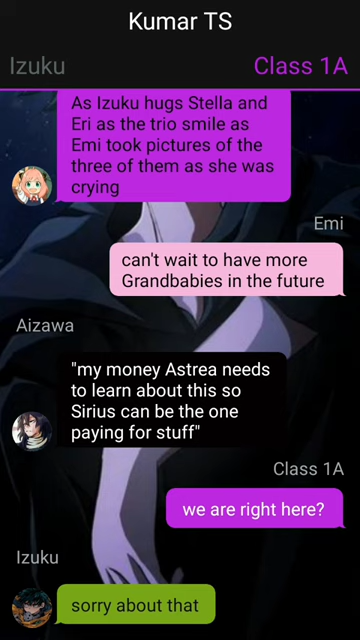 Kumar TS
Izuku
Class 1A
As Izuku hugs Stella and
Eri as the trio smile as
Emi took pictures of the
three of them as she was
crying
Emi
can't wait to have more
Grandbabies in the future
Aizawa
"my money Astrea needs
to learn about this so
Sirius can be the one
paying for stuff"
Class 1A
we are right here?
Izuku
sorry about that